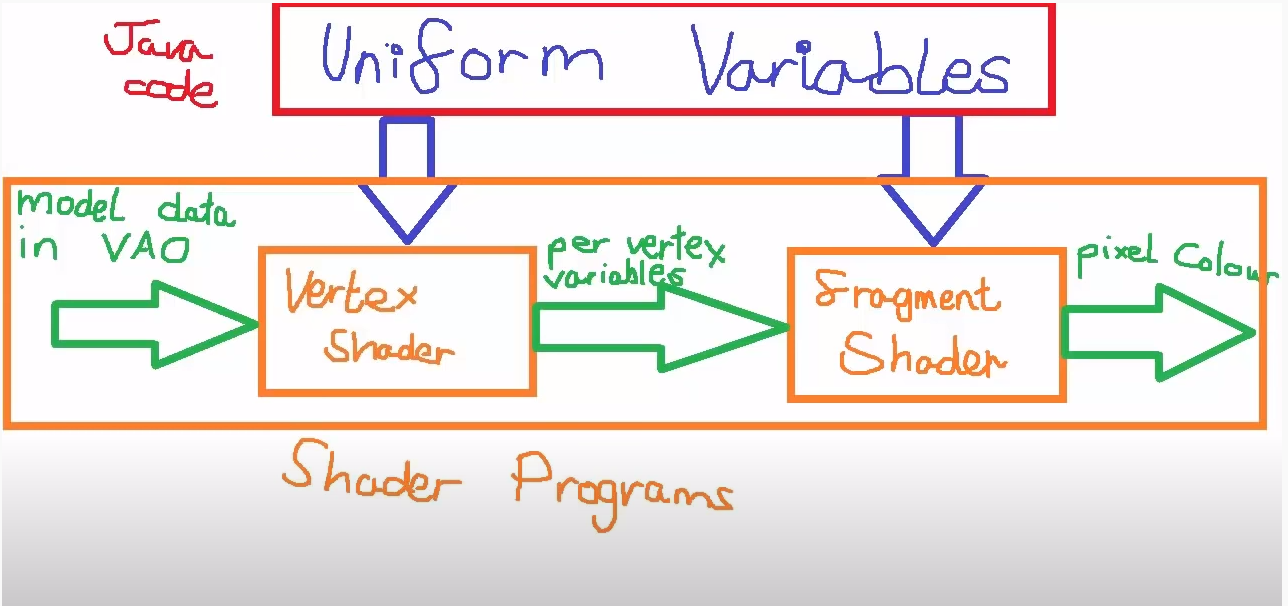 Java
code
Uniform Variables
model data
in VAO
Vertex
Shader
per vertex
variables
Fragment
Shader
pixel Colour
Shader Programs